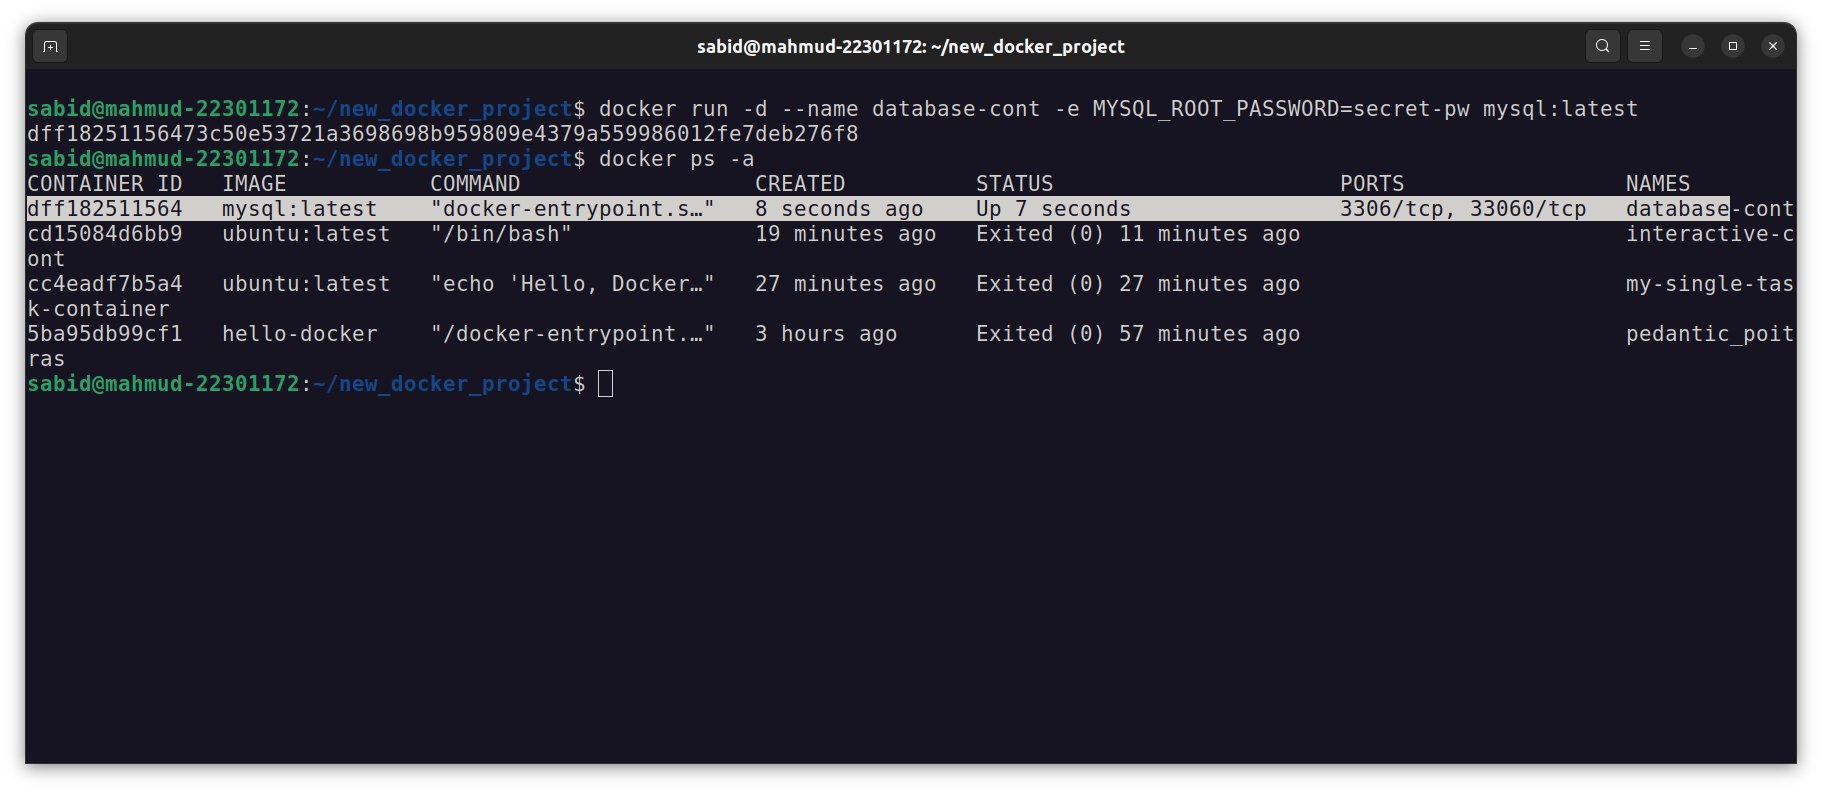 sabid@mahmud-22301172: ~/new_docker_project
sabid@mahmud-22301172:~/new_docker_project$ docker run -d --name database-cont -e MYSQL_ROOT_PASSWORD=secret-pw mysql:latest
dff18251156473c50e53721a3698698b959809e4379a559986012fe7deb276f8
sabid@mahmud-22301172:~/new_docker_project$ docker ps -a
CONTAINER ID   IMAGE           COMMAND                  CREATED          STATUS                      PORTS                 NAMES
dff182511564   mysql:latest    "docker-entrypoint.s…"   8 seconds ago    Up 7 seconds                3306/tcp, 33060/tcp   database-cont
cd15084d6bb9   ubuntu:latest   "/bin/bash"              19 minutes ago   Exited (0) 11 minutes ago                         interactive-c
ont
cc4eadf7b5a4   ubuntu:latest   "echo 'Hello, Docker…"   27 minutes ago   Exited (0) 27 minutes ago                         my-single-tas
k-container
5ba95db99cf1   hello-docker    "/docker-entrypoint.…"   3 hours ago      Exited (0) 57 minutes ago                         pedantic_poit
ras
sabid@mahmud-22301172:~/new_docker_project$